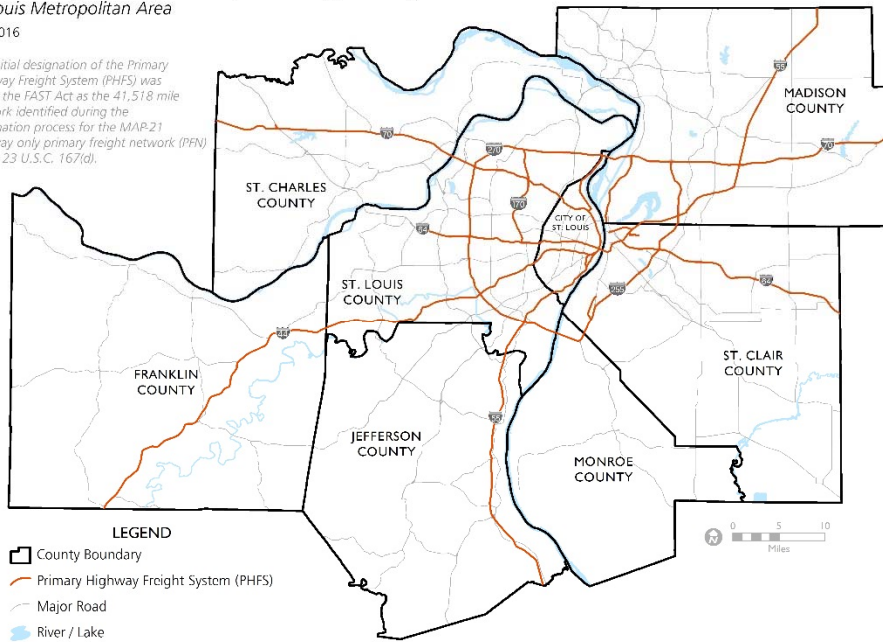 ouis Metropolitan Area
016
itial designation of the Primary
way Freight System (PHFS) was
the FAST Act as the 41,518 mile
ork identified during the
nation process for the MAP-21
way only primary freight network (PFN)
23 U.S.C. 167(d).
55
MADISON
COUNTY
70
70
270
ST. CHARLES
COUNTY
170
CITY OF
ST. LOUIS
64
ST. LOUIS
COUNTY
64
255
44
FRANKLIN
COUNTY
ST. CLAIR
COUNTY
55
JEFFERSON
COUNTY
MONROE
COUNTY
N
0 5 10
Miles
LEGEND
County Boundary
Primary Highway Freight System (PHFS)
Major Road
River / Lake